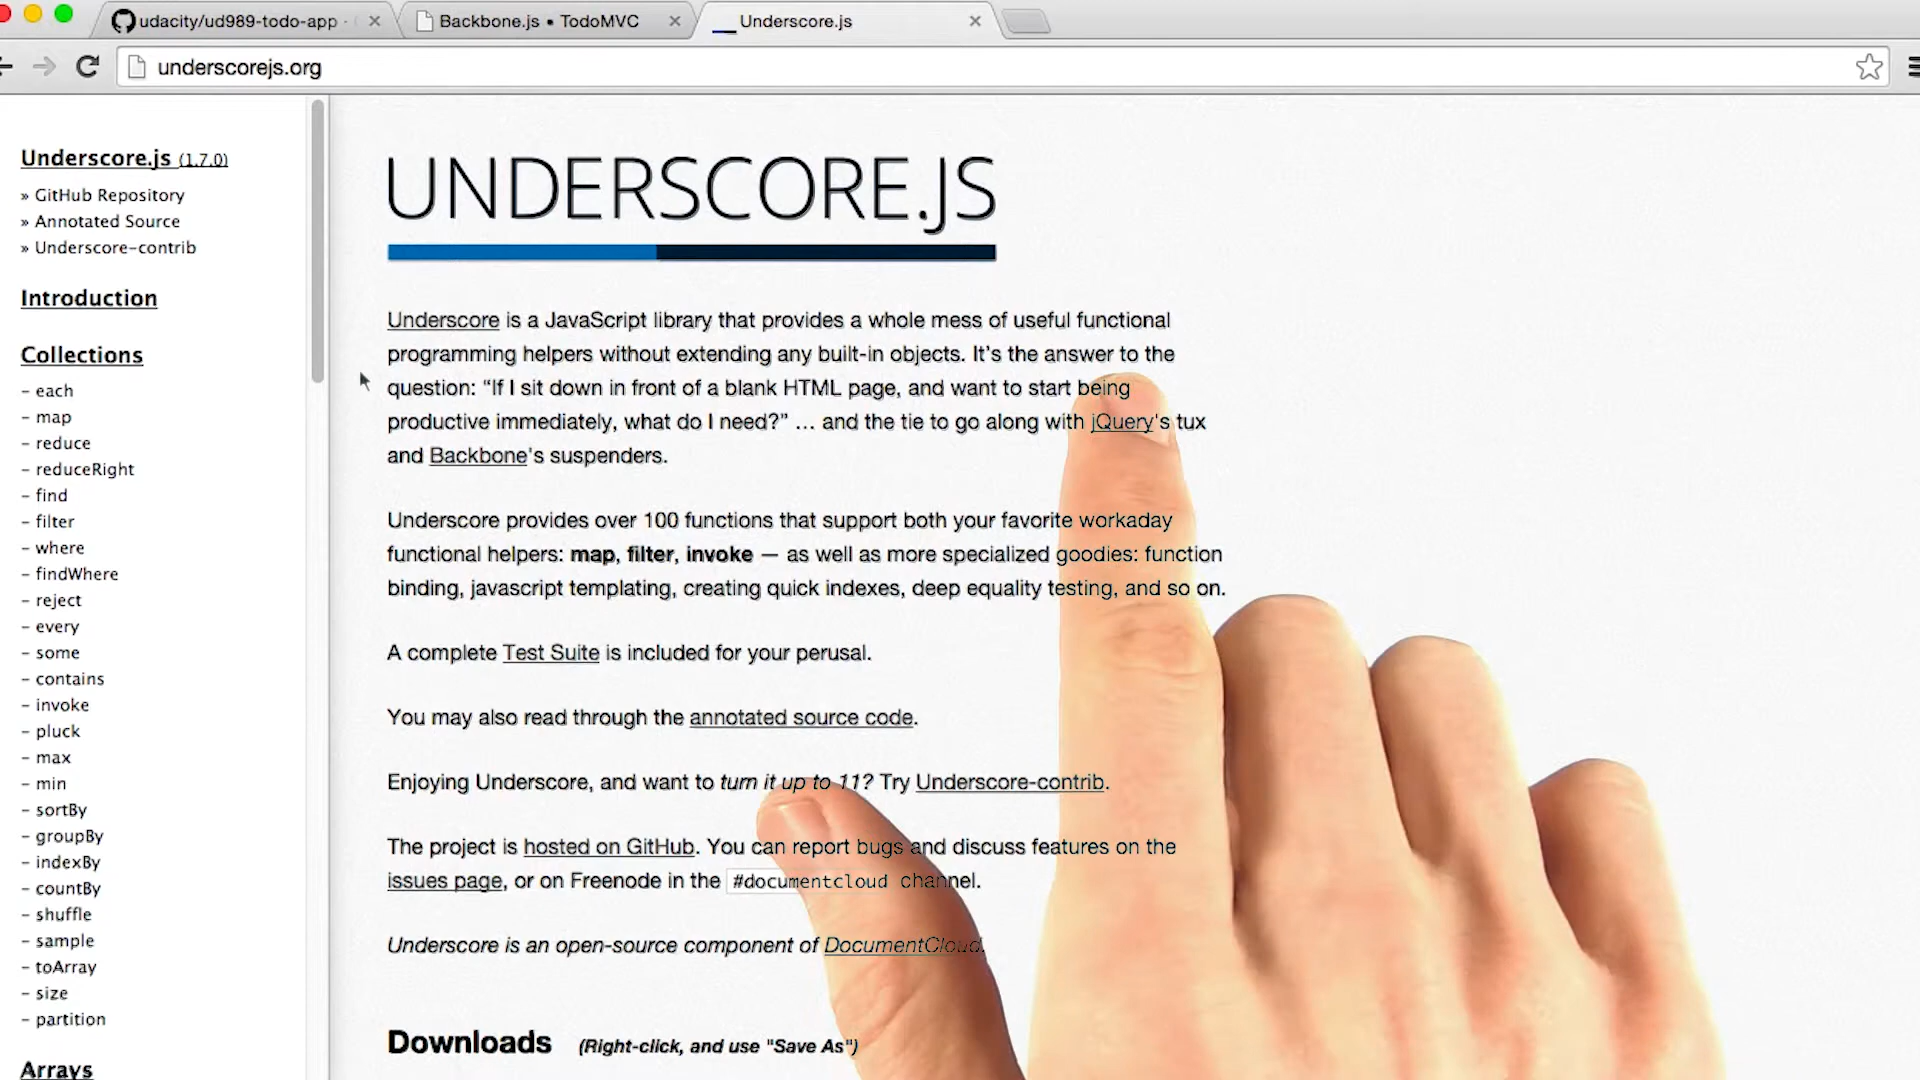 udacity/ud989-todo-app ·
Backbone.js • TodoMVC
Underscore.js
underscorejs.org
Underscore.js (1.7.0)
» GitHub Repository
» Annotated Source
» Underscore-contrib
Introduction
Collections
- each
- map
- reduce
- reduceRight
- find
- filter
- where
- findWhere
- reject
- every
- some
- contains
- invoke
- pluck
- max
- min
- sortBy
- groupBy
- indexBy
- countBy
- shuffle
- sample
- toArray
- size
- partition
Arrays
UNDERSCORE.JS
Underscore is a JavaScript library that provides a whole mess of useful functional
programming helpers without extending any built-in objects. It's the answer to the
question: “If I sit down in front of a blank HTML page, and want to start being
productive immediately, what do I need?” ... and the tie to go along with jQuery's tux
and Backbone's suspenders.
Underscore provides over 100 functions that support both your favorite workaday
functional helpers: map, filter, invoke — as well as more specialized goodies: function
binding, javascript templating, creating quick indexes, deep equality testing, and so on.
A complete Test Suite is included for your perusal.
You may also read through the annotated source code.
Enjoying Underscore, and want to turn it up to 11? Try Underscore-contrib.
The project is hosted on GitHub. You can report bugs and discuss features on the
issues page, or on Freenode in the #documentcloud channel.
Underscore is an open-source component of DocumentCloud.
Downloads (Right-click, and use "Save As")